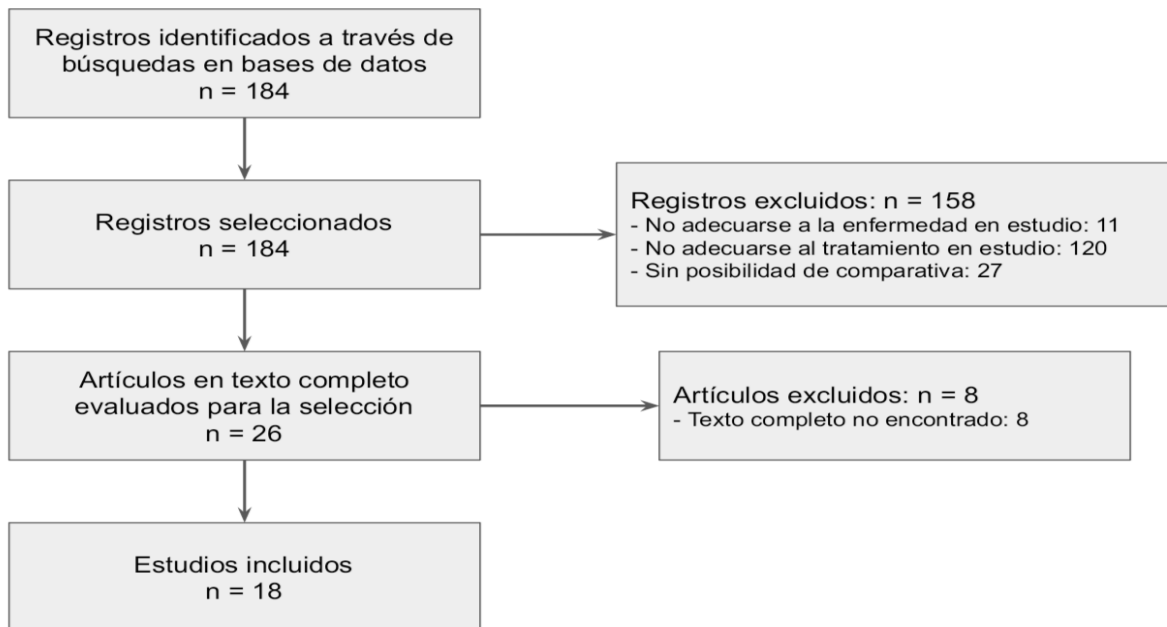 Registros identificados a través de
búsquedas en bases de datos
n = 184
Registros seleccionados
n = 184
Registros excluidos: n = 158
- No adecuarse a la enfermedad en estudio: 11
- No adecuarse al tratamiento en estudio: 120
- Sin posibilidad de comparativa: 27
Artículos en texto completo
evaluados para la selección
n = 26
Artículos excluidos: n = 8
- Texto completo no encontrado: 8
Estudios incluidos
n = 18